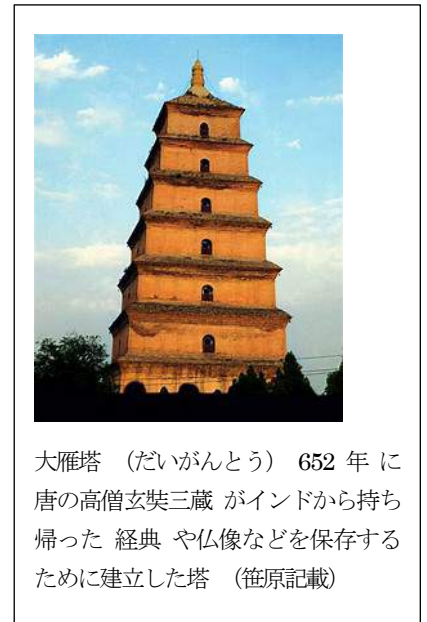 大雁塔 （だいがんとう） 652 年 に
唐の高僧玄奘三蔵 がインドから持ち
帰った 経典 や仏像などを保存する
ために建立した塔 （笹原記載）